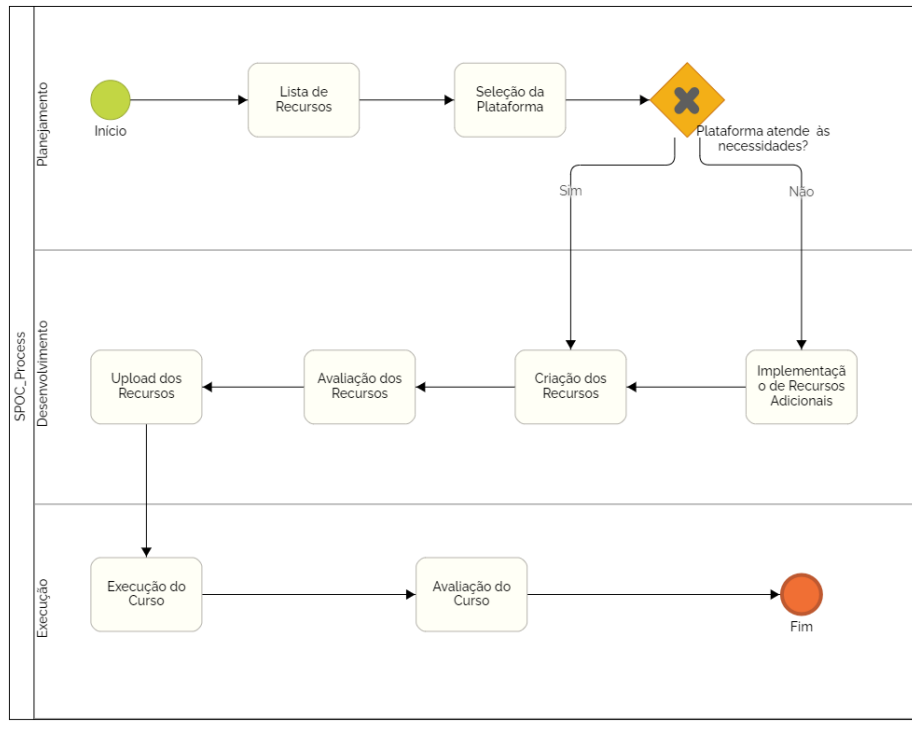 SPOC_Process
Planejamento
Início
Lista de
Recursos
Seleção da
Plataforma
Plataforma atende  às
necessidades?
Sim
Não
Desenvolvimento
Upload dos
Recursos
Avaliação dos
Recursos
Criação dos
Recursos
Implementaçã
o de Recursos
Adicionais
Execução
Execução do
Curso
Avaliação do
Curso
Fim